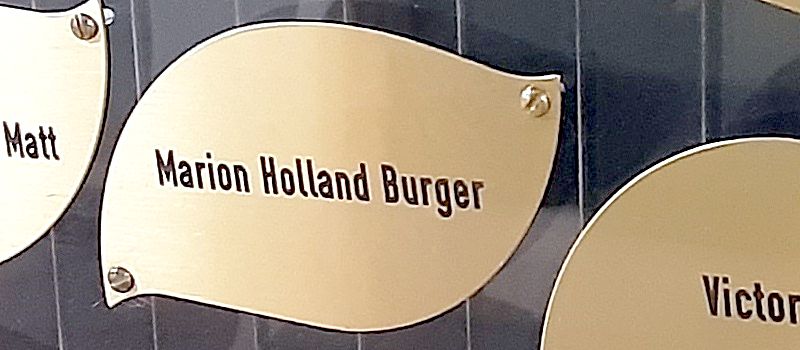 Matt
Marion Holland Burger
Victor